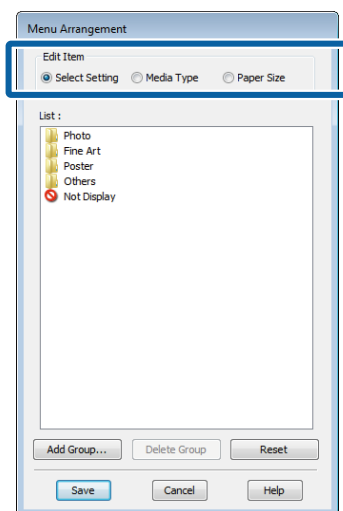 Menu Arrangement
Edit Item
Select Setting Media Type Paper Size
List :
Photo
Fine Art
Poster
Others
Not Display
Add Group... Delete Group Reset
Save Cancel Help